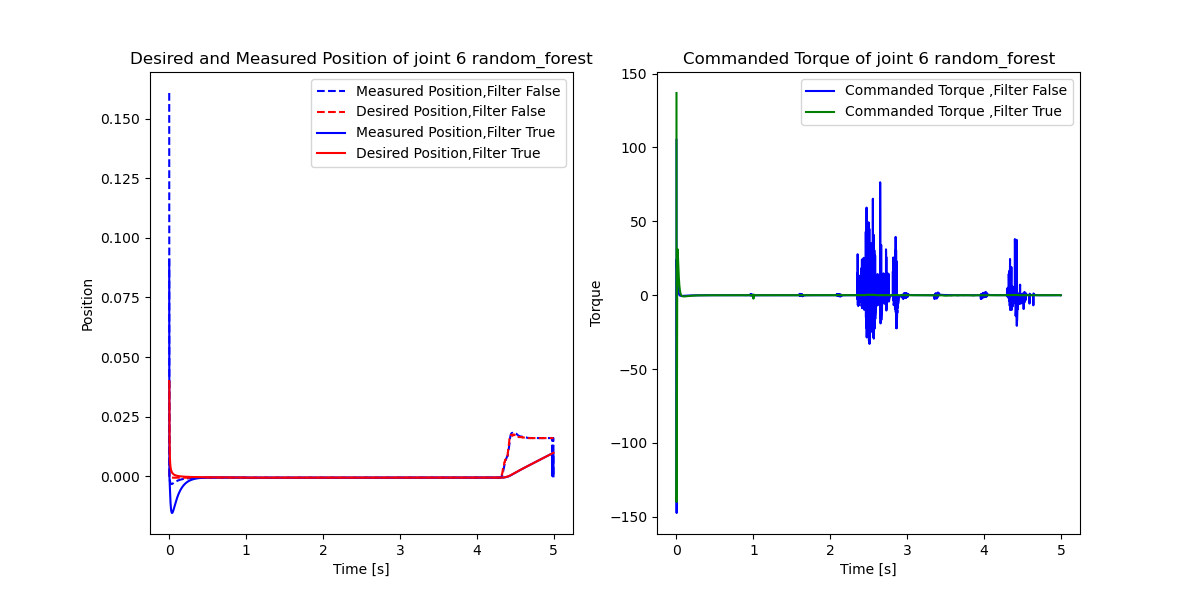 Desired and Measured Position of joint 6 random_forest
Measured Position,Filter False
Desired Position,Filter False
Measured Position,Filter True
Desired Position,Filter True
0.150
0.125
0.100
0.075
0.050
0.025
0.000
Position
0 1 2 3 4 5
Time [s]
Commanded Torque of joint 6 random_forest
Commanded Torque ,Filter False
Commanded Torque ,Filter True
150
100
50
0
−50
−100
−150
Torque
0 1 2 3 4 5
Time [s]